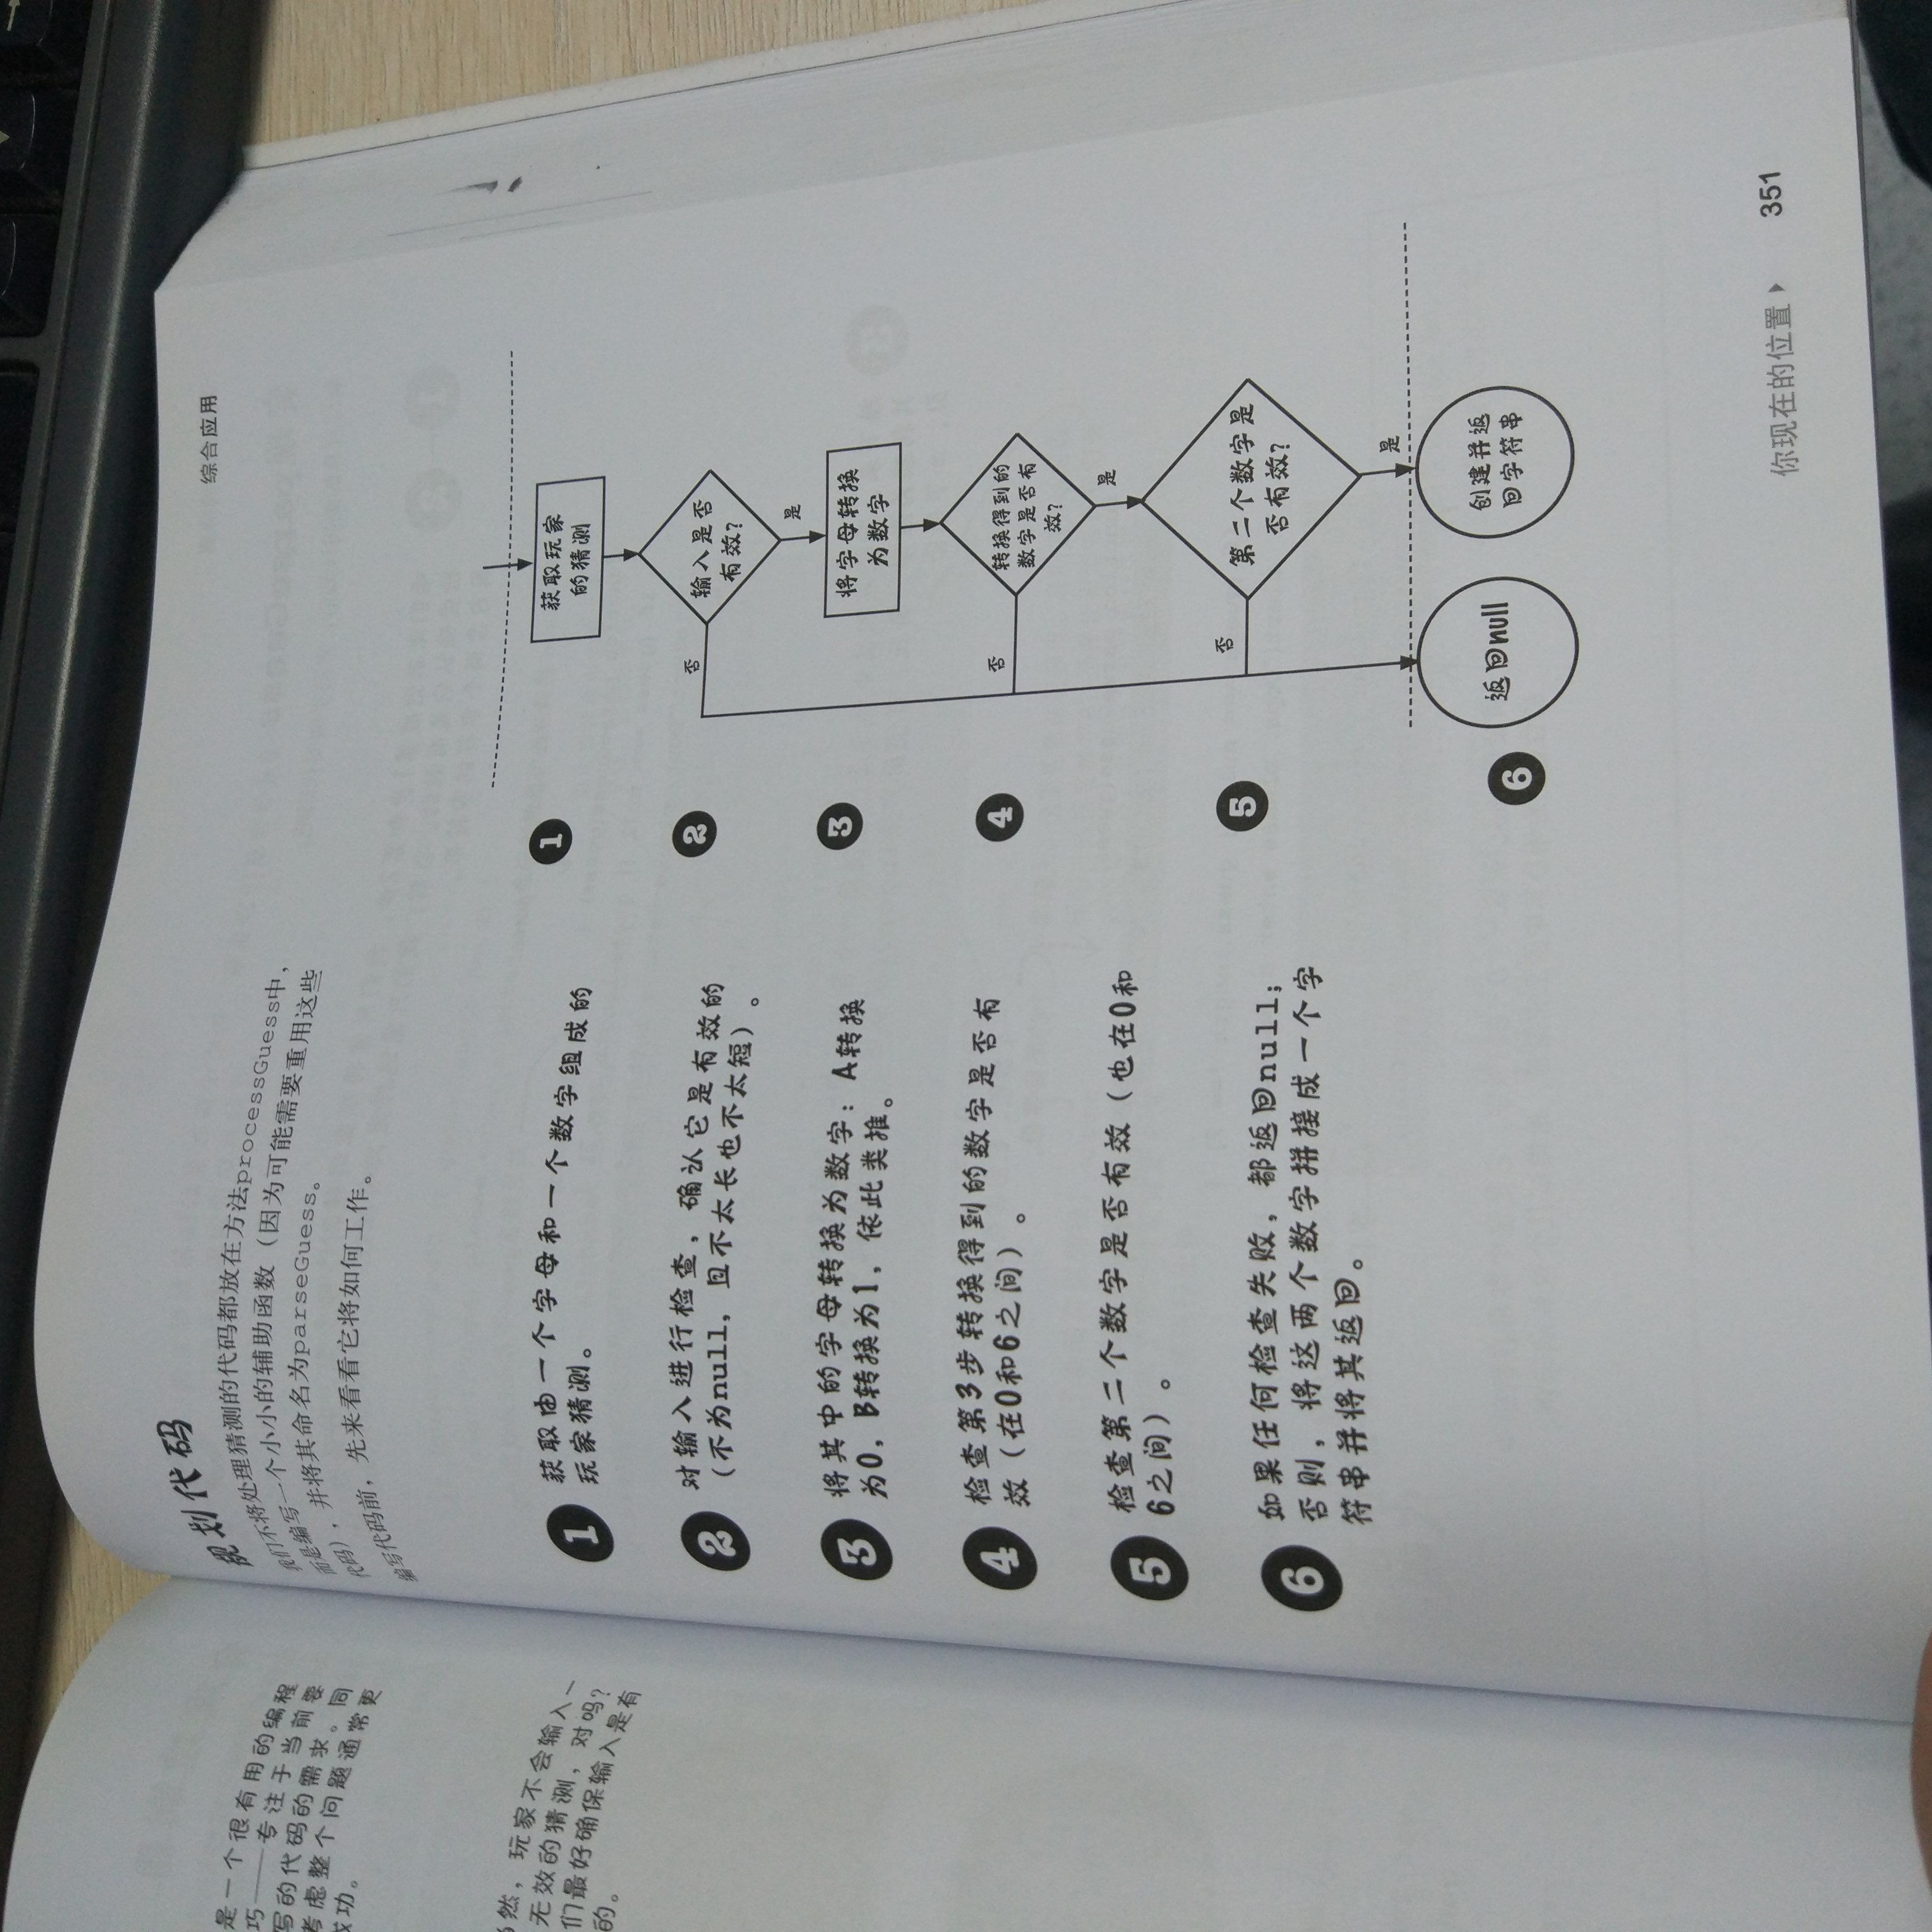 是一个很有用的编程
巧——专注于当前要
写的代码的需求。同
考虑整个问题通常更
成功。
当然，玩家不会输入一
无效的猜测，对吗？
们最好确保输入是有
的。
综合应用
规划代码
我们不将处理猜测的代码都放在方法processGuess中，
而是编写一个小小的辅助函数（因为可能需要重用这些
代码），并将其命名为parseGuess。
编写代码前，先来看看它将如何工作。
1 获取由一个字母和一个数字组成的
玩家猜测。
2 对输入进行检查，确认它是有效的
（不为null，且不太长也不太短）。
3 将其中的字母转换为数字：A转换
为0，B转换为1，依此类推。
4 检查第3步转换得到的数字是否有
效（在0和6之间）。
5 检查第二个数字是否有效（也在0和
6之间）。
6 如果任何检查失败，都返回null；
否则，将这两个数字拼接成一个字
符串并将其返回。
1
获取玩家
的猜测
2
输入是否
有效？
否
是
3
将字母转换
为数字
4
转换得到的
数字是否有
效？
否
是
5
第二个数字是
否有效？
否
是
6
返回null
创建并返
回字符串
你现在的位置 ▶ 351